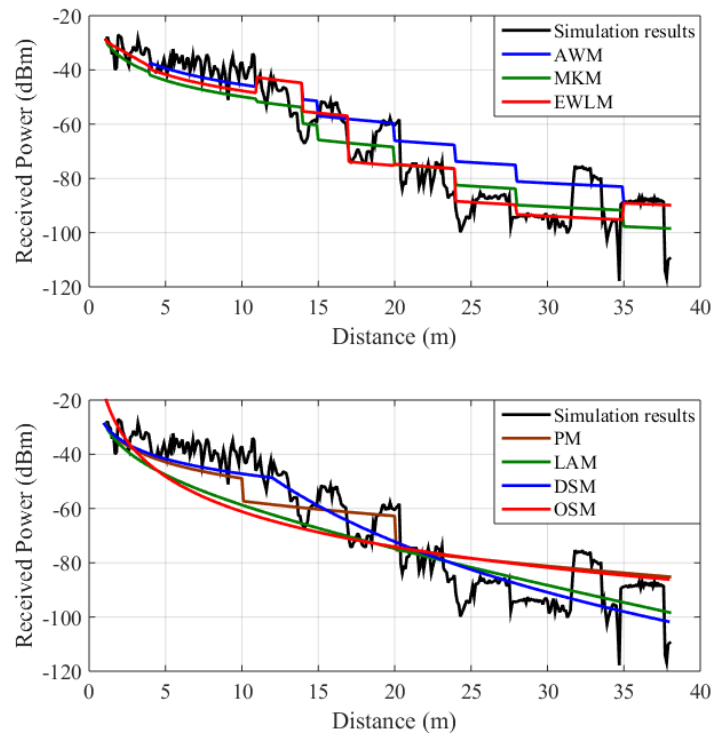 -20
-40
-60
-80
-100
-120
Received Power (dBm)
Simulation results
AWM
MKM
EWLM
0 5 10 15 20 25 30 35 40
Distance (m)
-20
-40
-60
-80
-100
-120
Received Power (dBm)
Simulation results
PM
LAM
DSM
OSM
0 5 10 15 20 25 30 35 40
Distance (m)